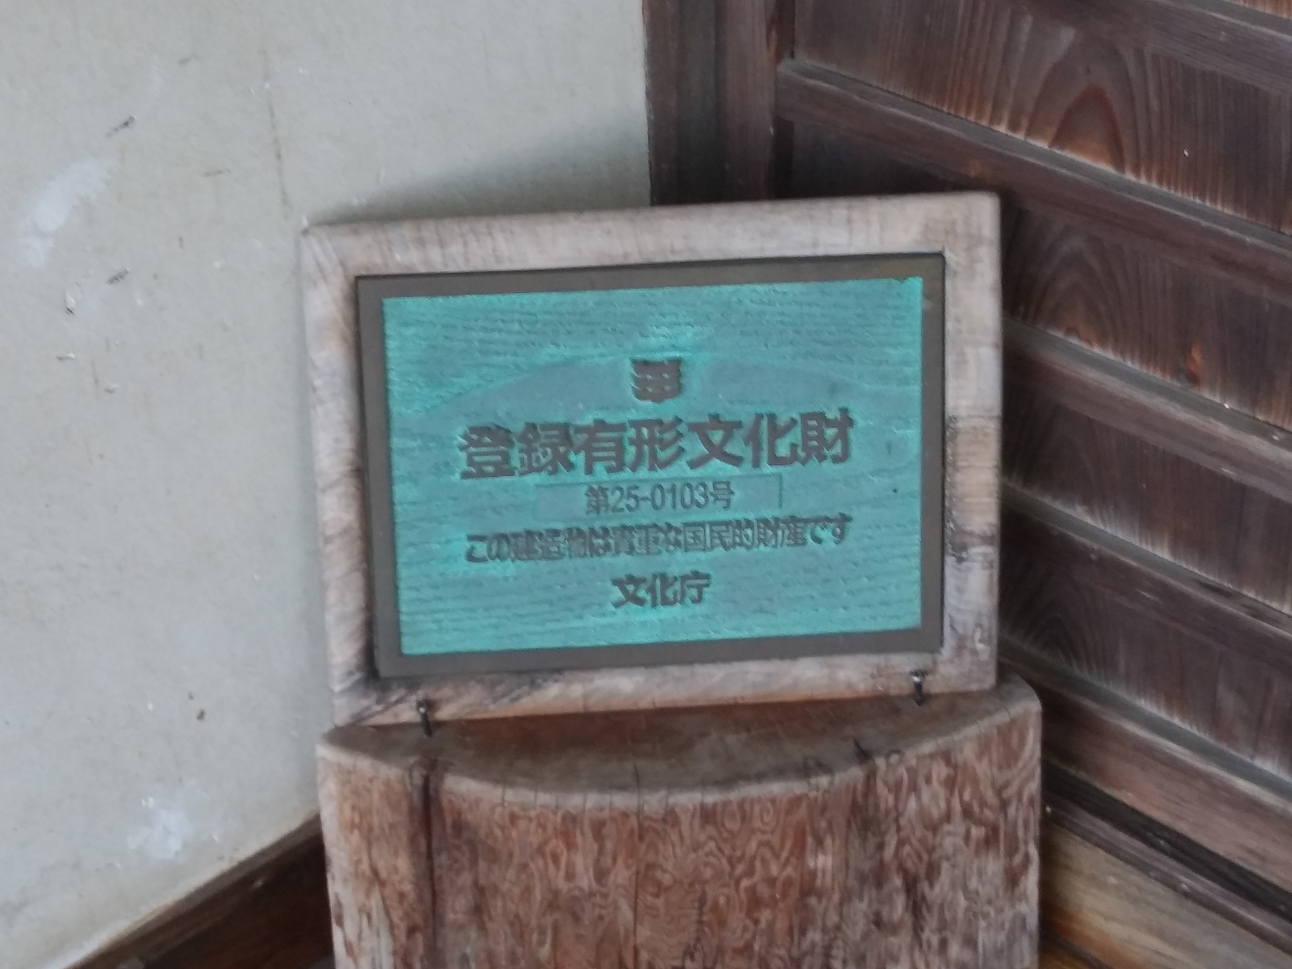 登録有形文化財
第25-0103号
この建造物は貴重な国民的財産です
文化庁